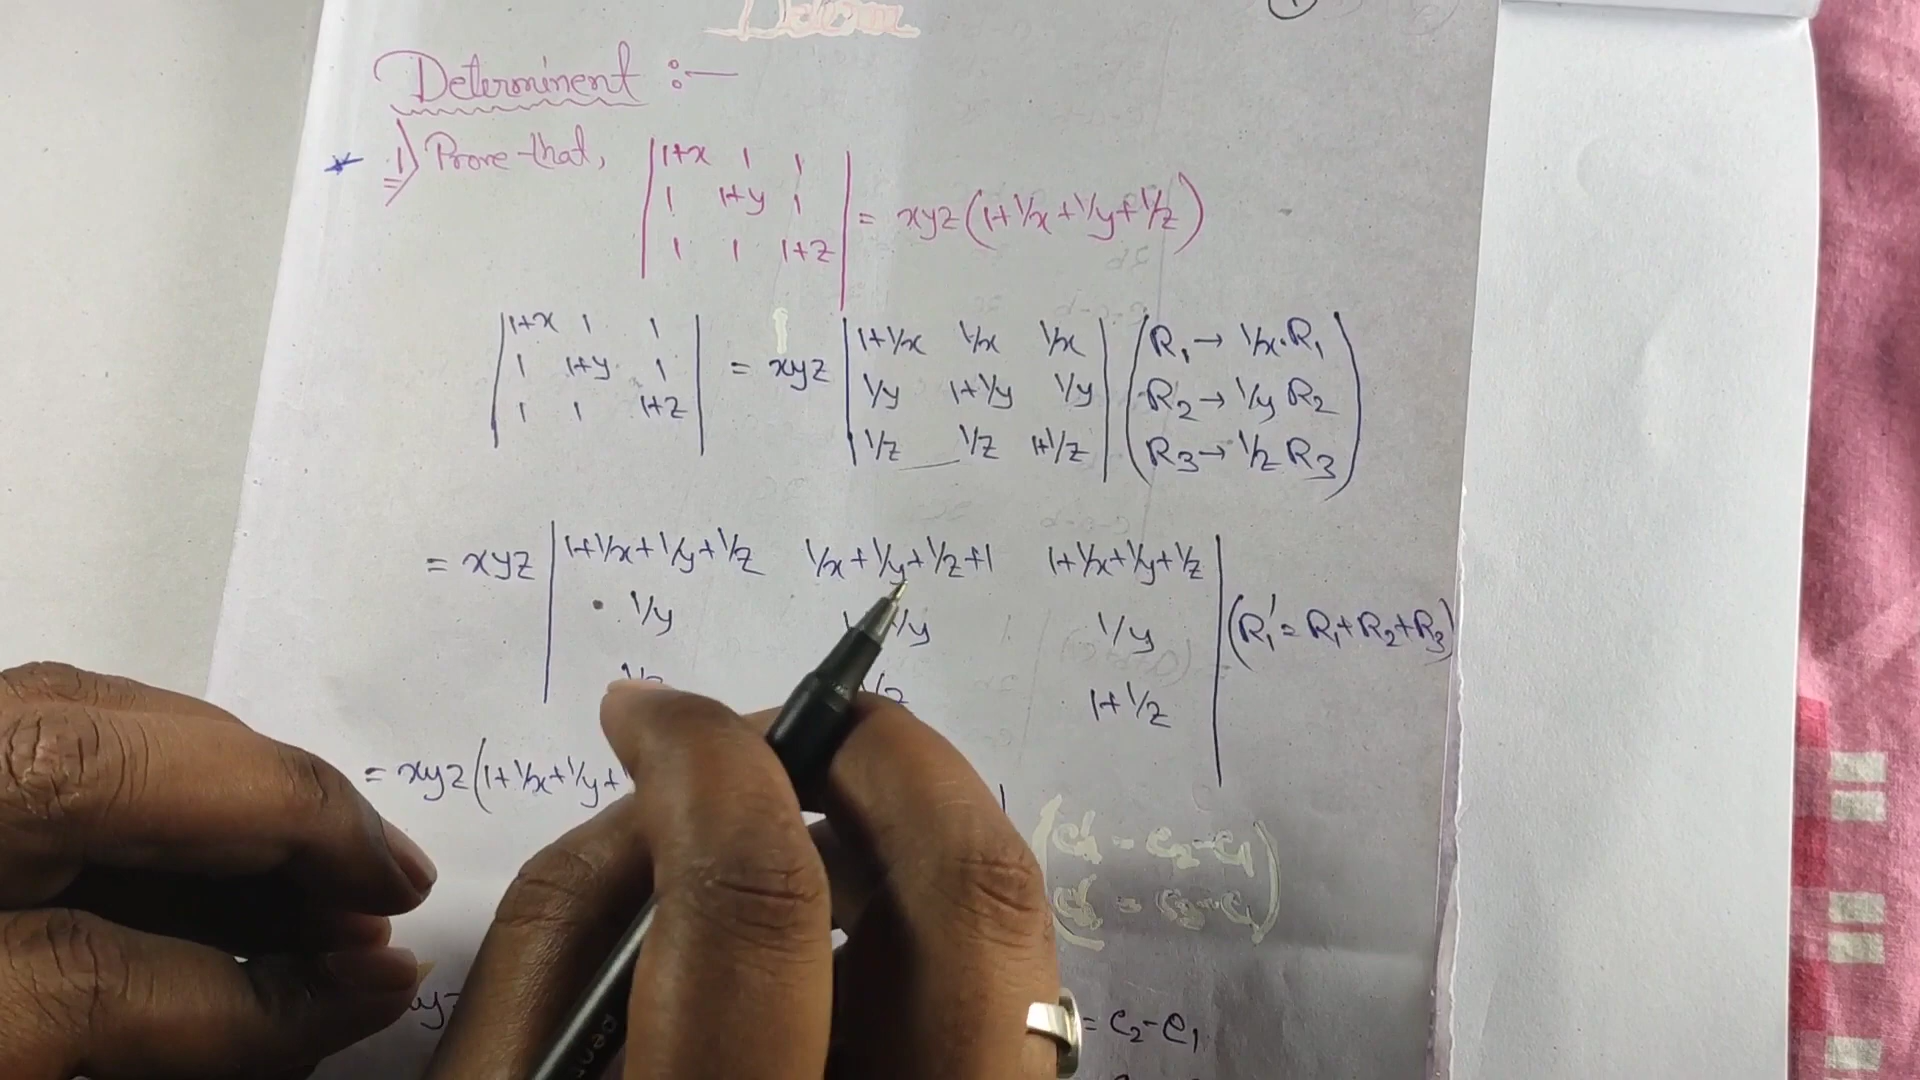 Determinent :—
* 1) Prove that, | 1+x 1 1 |
| 1 1+y 1 | = xyz(1+1/x+1/y+1/z)
| 1 1 1+z |
| 1+x 1 1 | | 1+1/x 1/x 1/x | ( R1→ 1/x.R1 )
| 1 1+y 1 | = xyz | 1/y 1+1/y 1/y | ( R2→ 1/y R2 )
| 1 1 1+z | | 1/z 1/z 1+1/z | ( R3→ 1/z R3 )
= xyz | 1+1/x+1/y+1/z 1/x+1/y+1/z+1 1+1/x+1/y+1/z |
1/y 1/y 1/y | (R1'= R1+R2+R3)
1/z 1+1/z |
= xyz(1+1/x+1/y+
= C2-C1